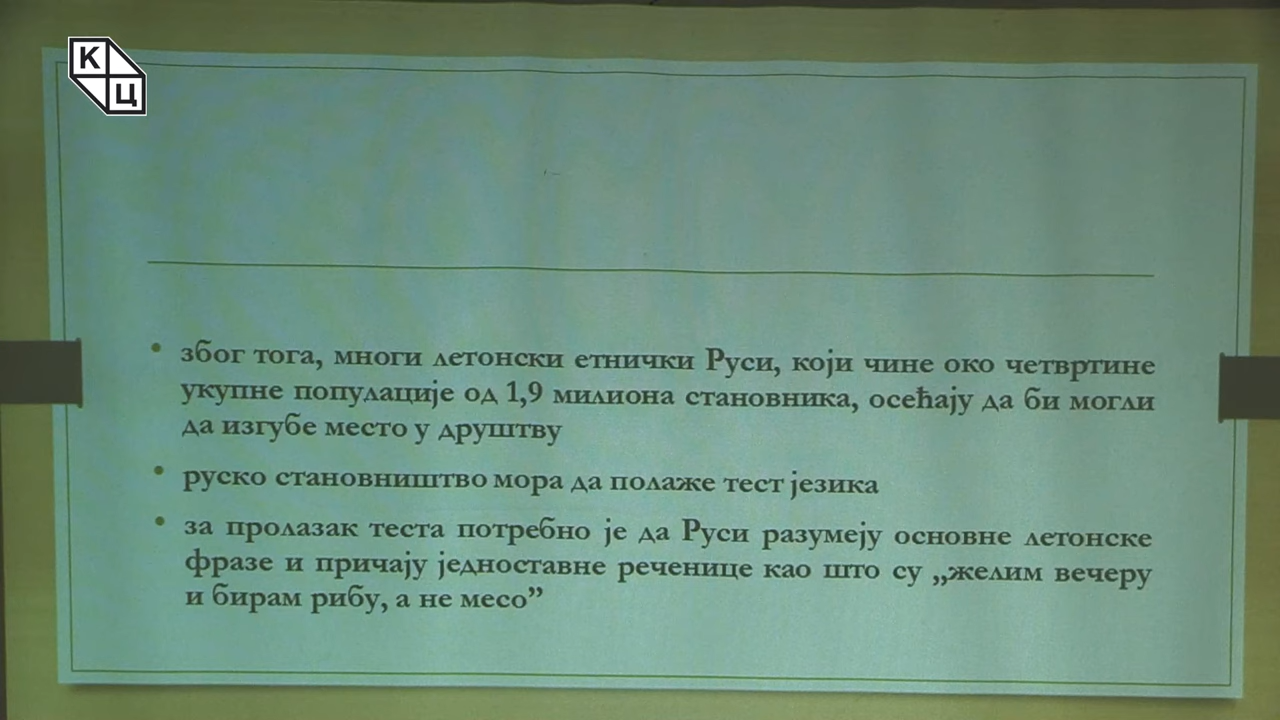 К
Ц
• због тога, многи летонски етнички Руси, који чине око четвртине
укупне популације од 1,9 милиона становника, осећају да би могли
да изгубе место у друштву
• руско становништво мора да полаже тест језика
• за пролазак теста потребно је да Руси разумеју основне летонске
фразе и причају једноставне реченице као што су „желим вечеру
и бирам рибу, а не месо”